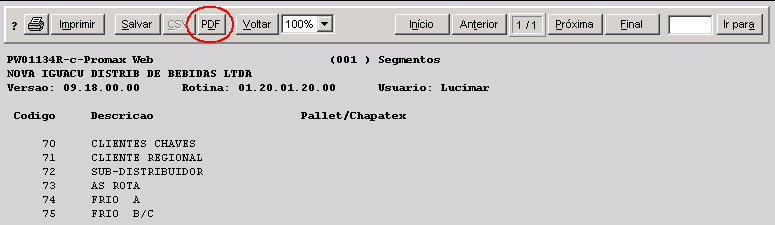 ? Imprimir Salvar CSV PDF Voltar 100% Início Anterior 1 / 1 Próxima Final Ir para
PW01134R-c-Promax Web (001 ) Segmentos
NOVA IGUACU DISTRIB DE BEBIDAS LTDA
Versao: 09.18.00.00 Rotina: 01.20.01.20.00 Usuario: Lucimar
Codigo Descricao Pallet/Chapatex
70 CLIENTES CHAVES
71 CLIENTE REGIONAL
72 SUB-DISTRIBUIDOR
73 AS ROTA
74 FRIO A
75 FRIO B/C